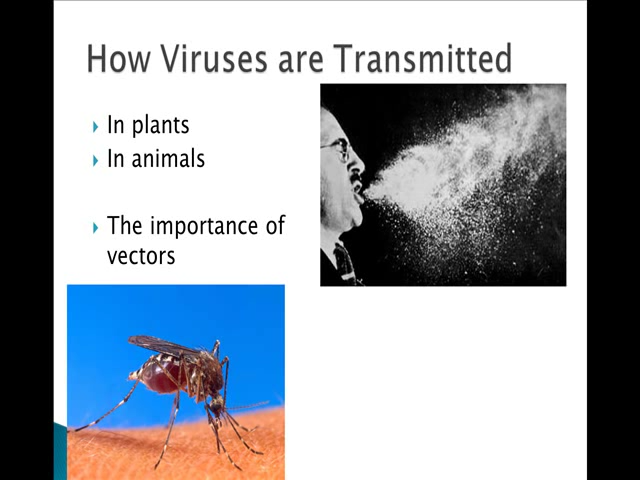 How Viruses are Transmitted
In plants
In animals
The importance of
vectors